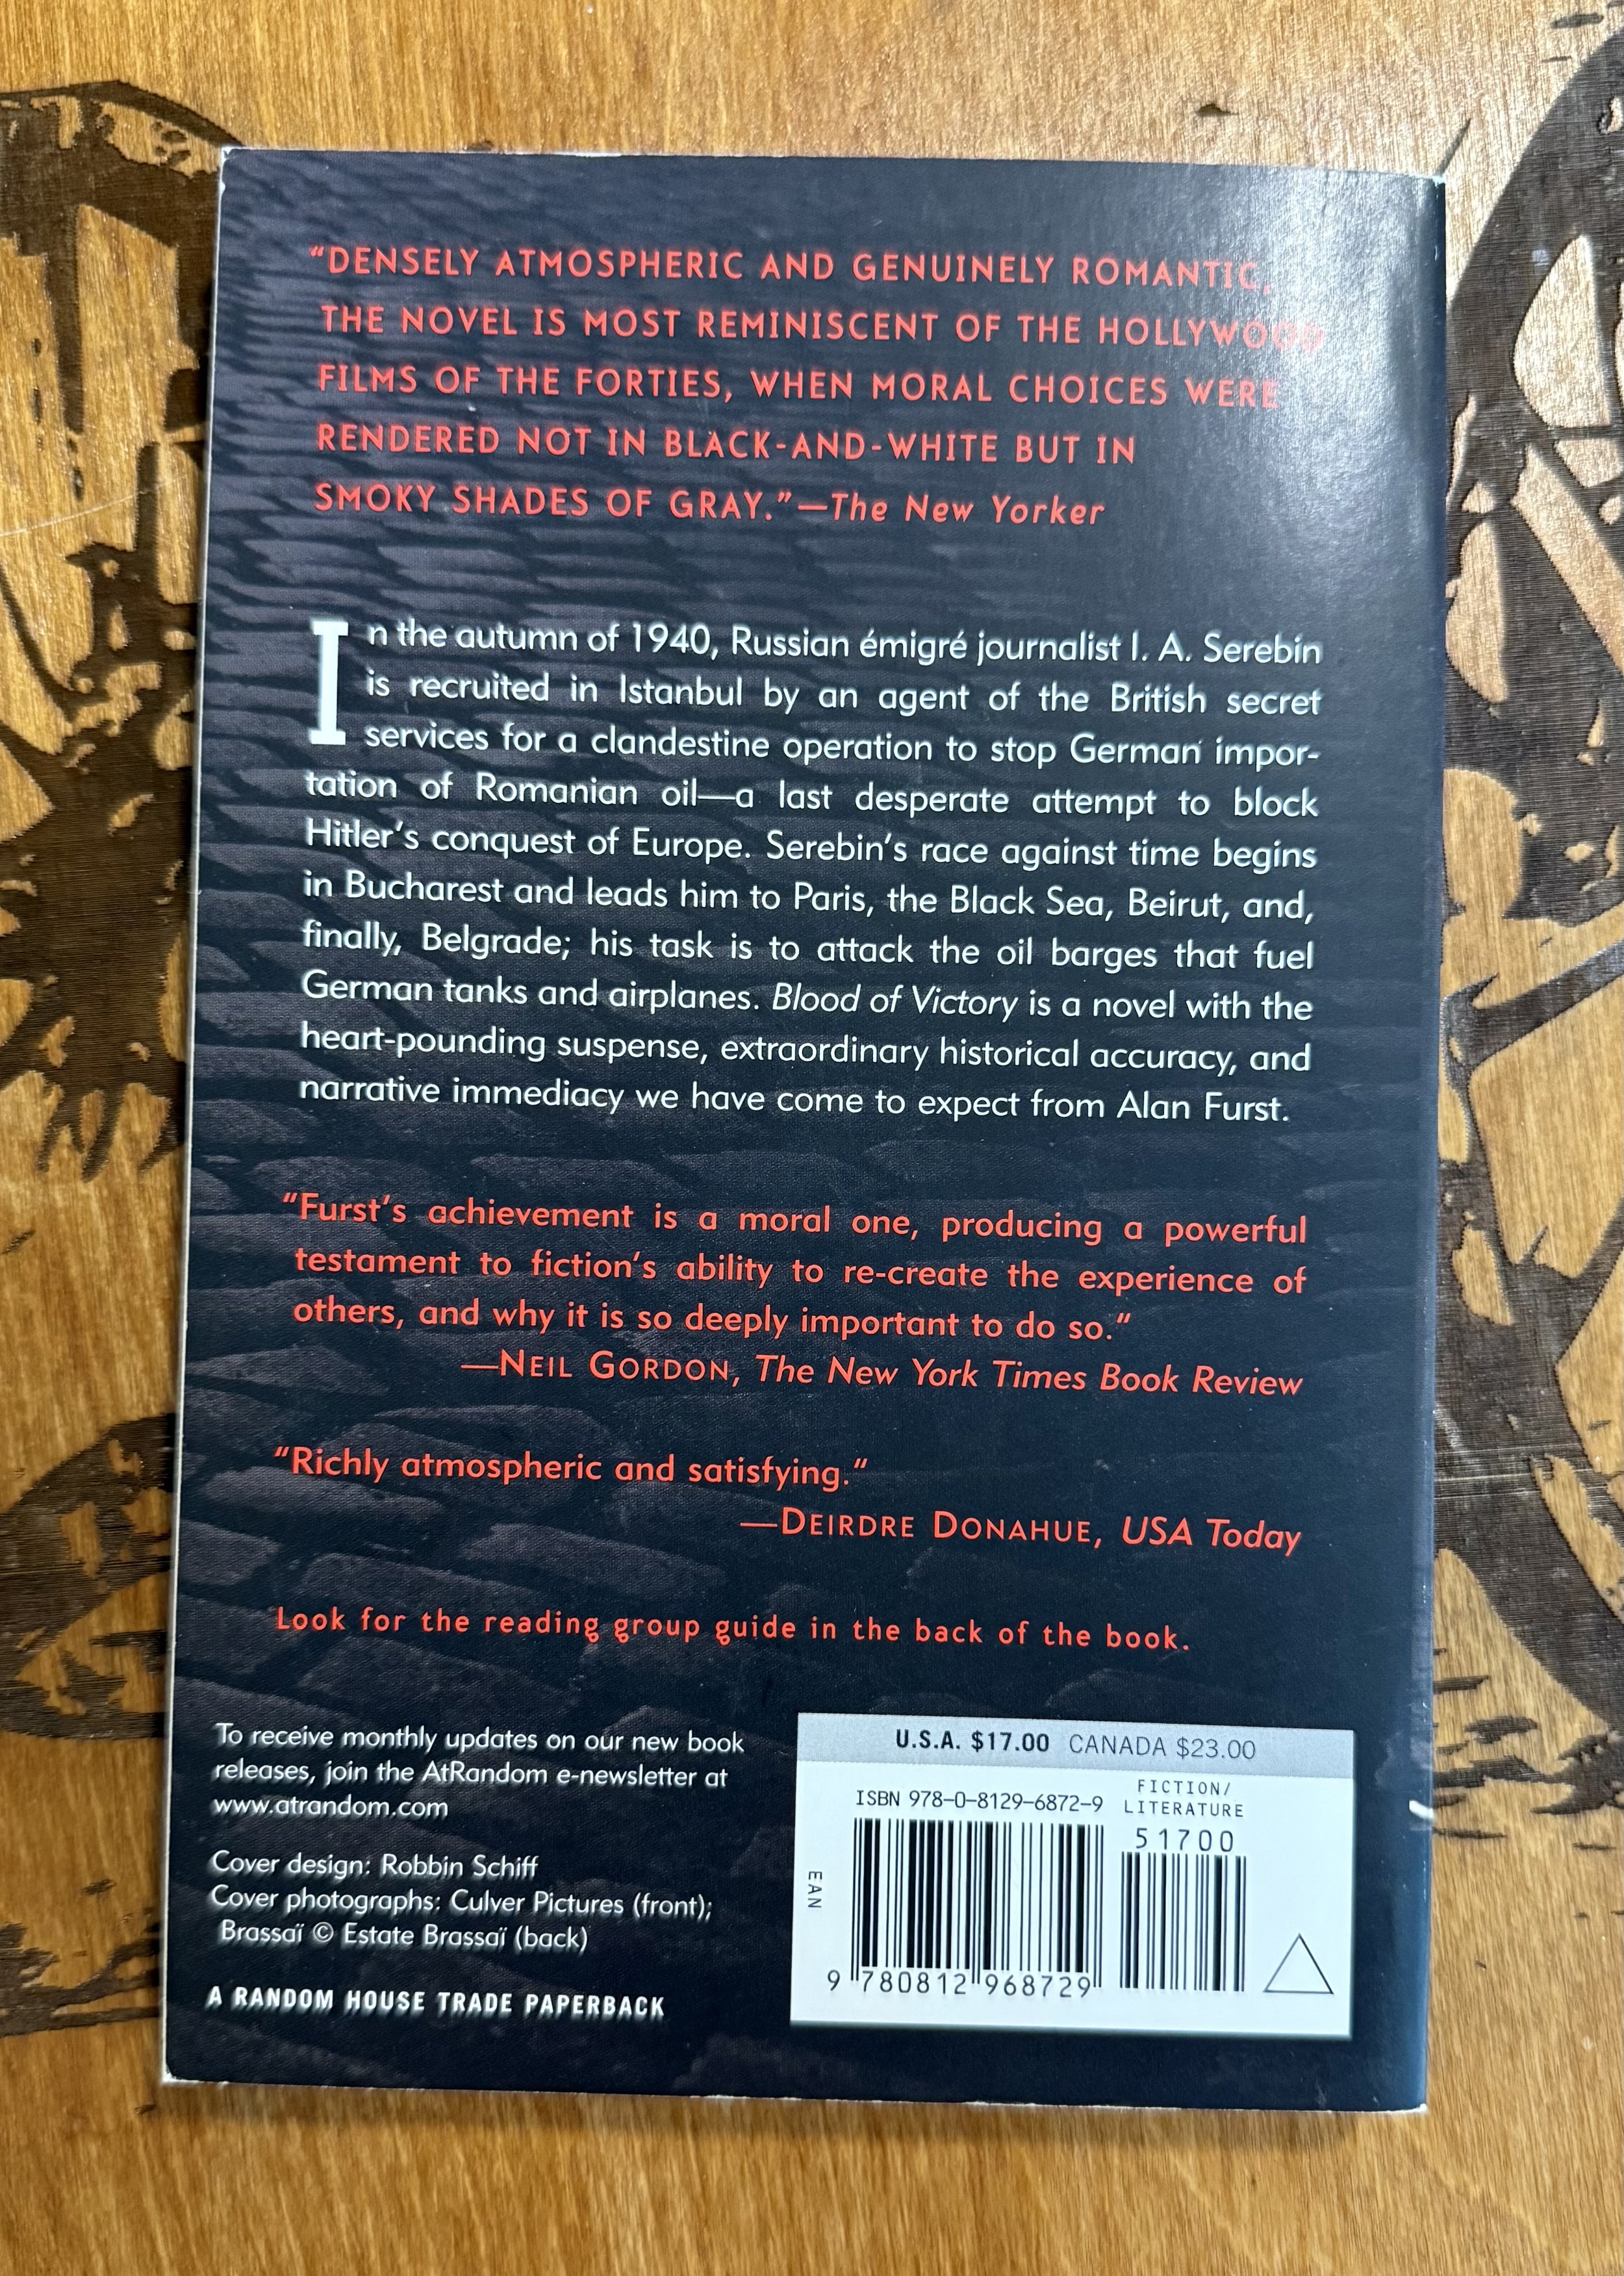 “DENSELY ATMOSPHERIC AND GENUINELY ROMANTIC,
THE NOVEL IS MOST REMINISCENT OF THE HOLLYWOOD
FILMS OF THE FORTIES, WHEN MORAL CHOICES WERE
RENDERED NOT IN BLACK-AND-WHITE BUT IN
SMOKY SHADES OF GRAY.”—The New Yorker
In the autumn of 1940, Russian émigré journalist I. A. Serebin
is recruited in Istanbul by an agent of the British secret
services for a clandestine operation to stop German impor-
tation of Romanian oil—a last desperate attempt to block
Hitler’s conquest of Europe. Serebin’s race against time begins
in Bucharest and leads him to Paris, the Black Sea, Beirut, and,
finally, Belgrade; his task is to attack the oil barges that fuel
German tanks and airplanes. Blood of Victory is a novel with the
heart-pounding suspense, extraordinary historical accuracy, and
narrative immediacy we have come to expect from Alan Furst.
“Furst’s achievement is a moral one, producing a powerful
testament to fiction’s ability to re-create the experience of
others, and why it is so deeply important to do so.”
—NEIL GORDON, The New York Times Book Review
“Richly atmospheric and satisfying.”
—DEIRDRE DONAHUE, USA Today
Look for the reading group guide in the back of the book.
To receive monthly updates on our new book
releases, join the AtRandom e-newsletter at
www.atrandom.com
Cover design: Robbin Schiff
Cover photographs: Culver Pictures (front);
Brassaï © Estate Brassaï (back)
A RANDOM HOUSE TRADE PAPERBACK
U.S.A. $17.00 CANADA $23.00
FICTION/
LITERATURE
ISBN 978-0-8129-6872-9
51700
EAN
9 780812 968729